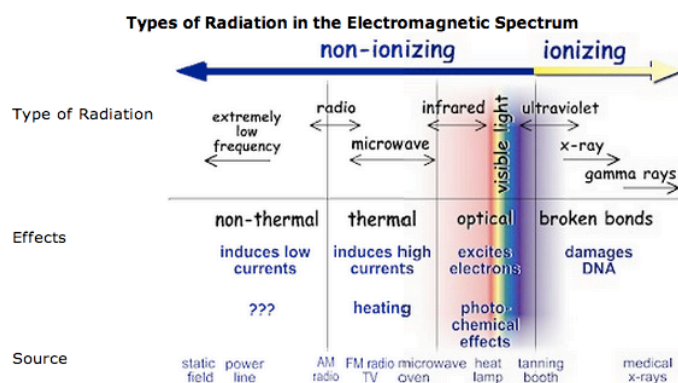 Types of Radiation in the Electromagnetic Spectrum
non-ionizing
ionizing
Type of Radiation
extremely
low
frequency
radio
microwave
infrared
visible light
ultraviolet
x-ray
gamma rays
Effects
non-thermal
thermal
optical
broken bonds
induces low
currents
induces high
currents
excites
electrons
damages
DNA
???
heating
photo-
chemical
effects
Source
static
field
power
line
AM
radio
FM radio
TV
microwave
oven
heat
lamp
tanning
booth
medical
x-rays